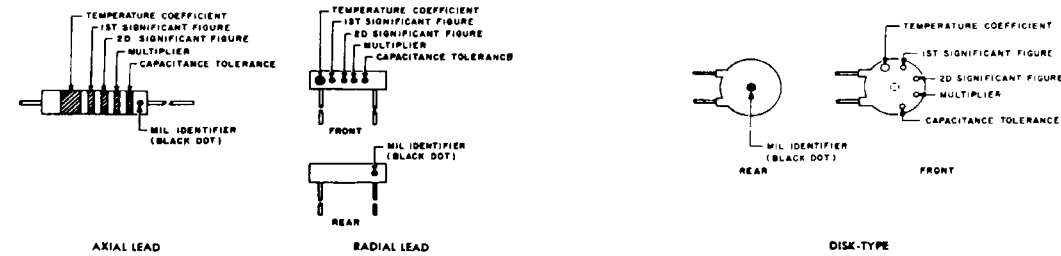 TEMPERATURE COEFFICIENT
1ST SIGNIFICANT FIGURE
2D SIGNIFICANT FIGURE
MULTIPLIER
CAPACITANCE TOLERANCE
MIL IDENTIFIER
(BLACK DOT)
AXIAL LEAD
TEMPERATURE COEFFICIENT
1ST SIGNIFICANT FIGURE
2D SIGNIFICANT FIGURE
MULTIPLIER
CAPACITANCE TOLERANCE
FRONT
MIL IDENTIFIER
(BLACK DOT)
REAR
RADIAL LEAD
MIL IDENTIFIER
(BLACK DOT)
REAR
TEMPERATURE COEFFICIENT
1ST SIGNIFICANT FIGURE
2D SIGNIFICANT FIGURE
MULTIPLIER
CAPACITANCE TOLERANCE
FRONT
DISK-TYPE